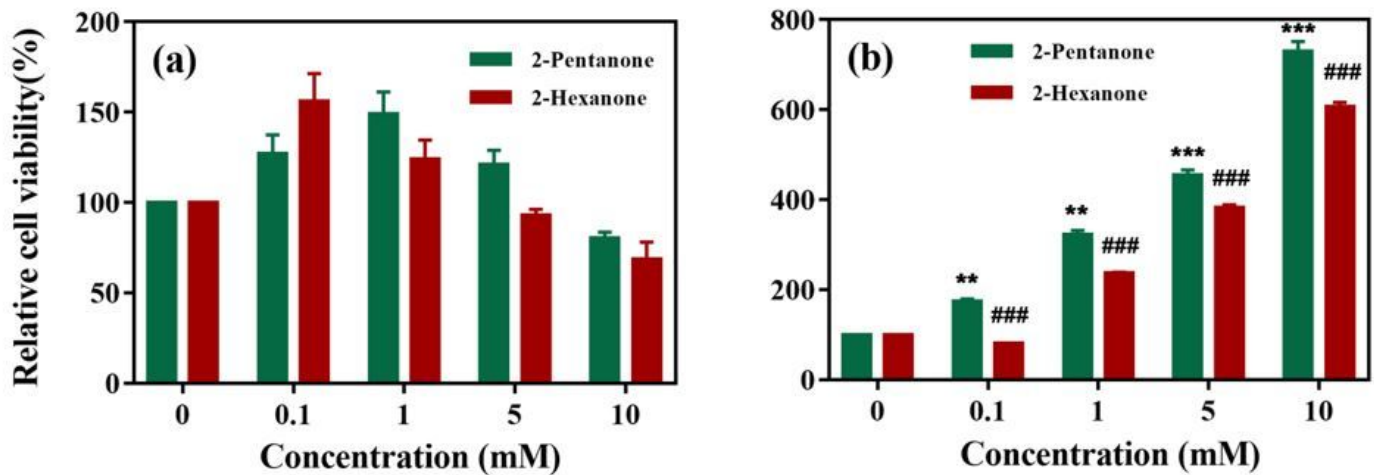 Relative cell viability(%)
(a)
2-Pentanone
2-Hexanone
200
150
100
50
0
0 0.1 1 5 10
Concentration (mM)
(b)
2-Pentanone
2-Hexanone
800
600
400
200
0
**
###
**
###
***
###
***
###
0 0.1 1 5 10
Concentration (mM)